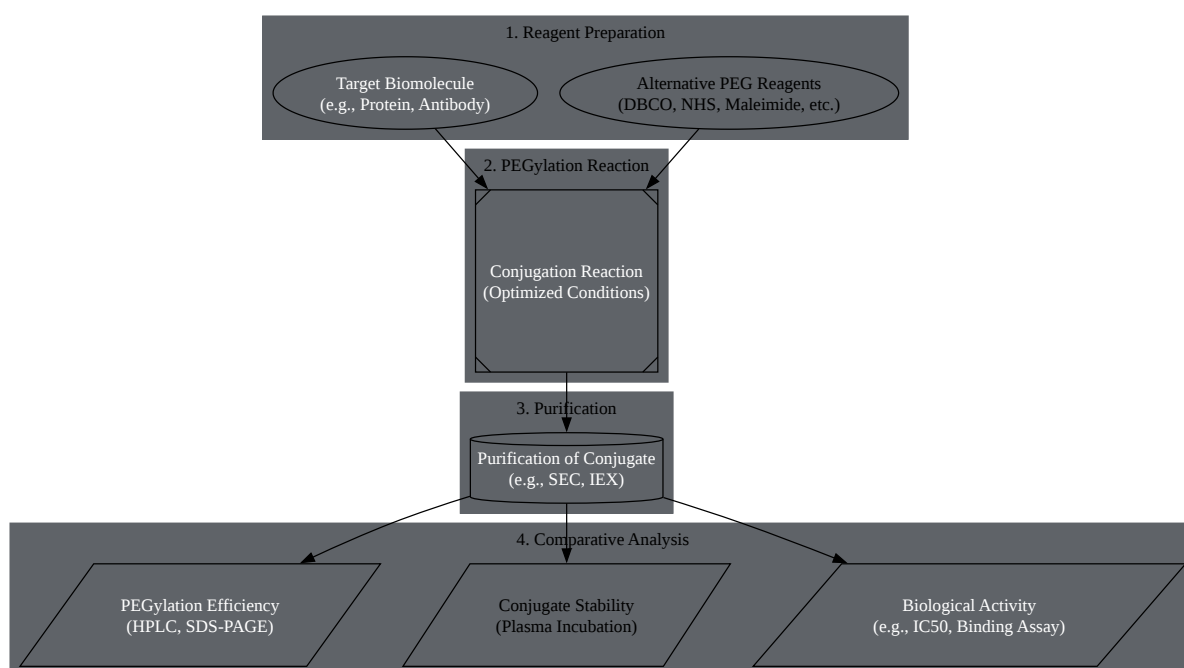 1. Reagent Preparation
Target Biomolecule
(e.g., Protein, Antibody)
Alternative PEG Reagents
(DBCO, NHS, Maleimide, etc.)
2. PEGylation Reaction
Conjugation Reaction
(Optimized Conditions)
3. Purification
Purification of Conjugate
(e.g., SEC, IEX)
4. Comparative Analysis
PEGylation Efficiency
(HPLC, SDS-PAGE)
Conjugate Stability
(Plasma Incubation)
Biological Activity
(e.g., IC50, Binding Assay)